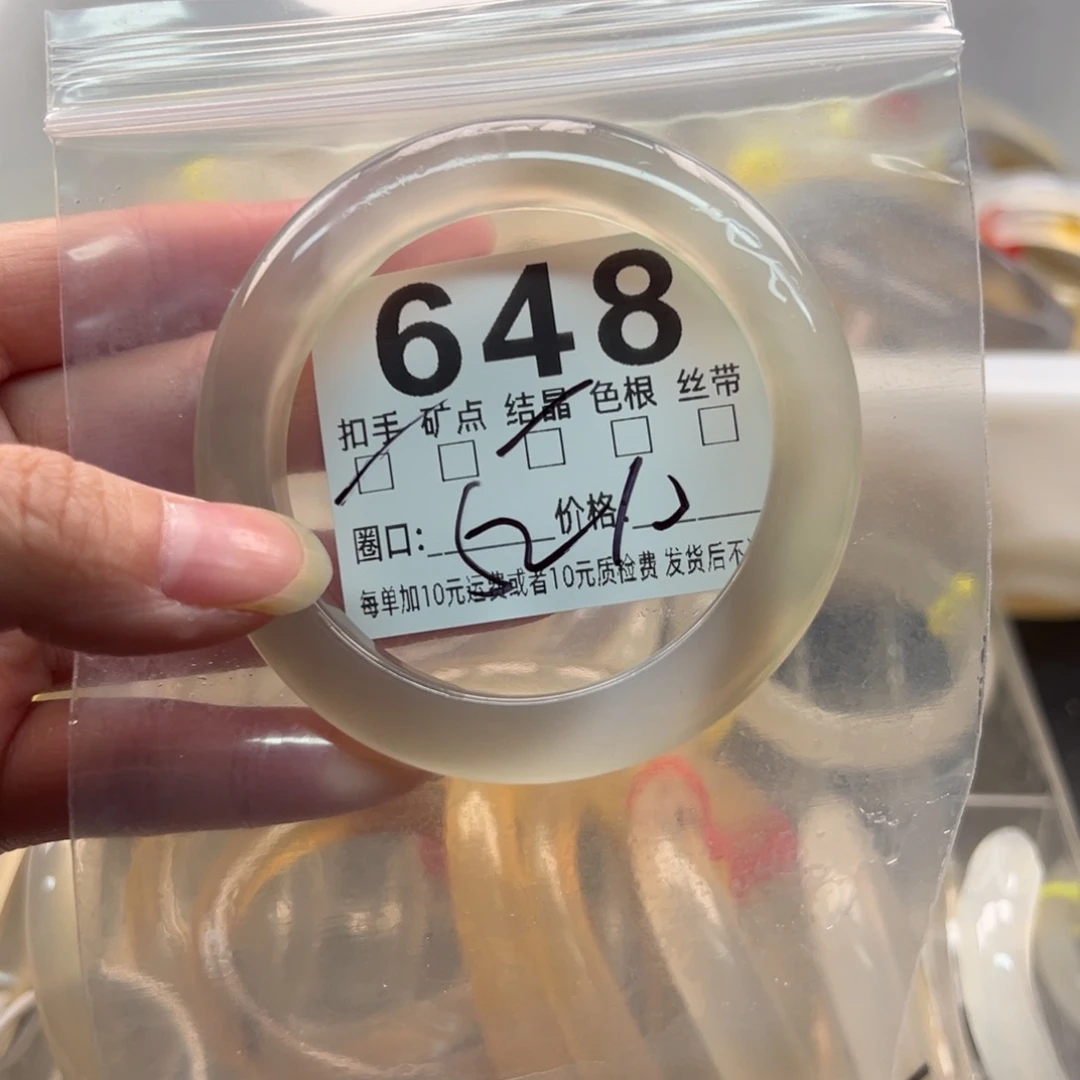 648
扣手 矿点 结晶 色根 丝带
圈口: 价格:
每单加10元运费或者10元质检费 发货后不